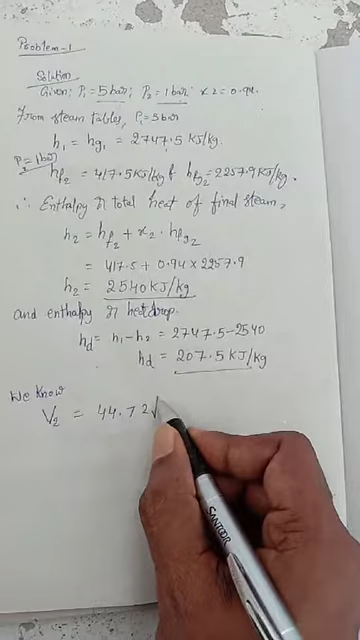 Problem-1
Solution
Given: P₁ = 5 bar; P₂ = 1 bar; x2 = 0.94.
From steam tables, P₁ = 5 bar
h₁ = hg₁ = 2747.5 KJ/kg.
P₂ = 1 bar
hf₂ = 417.5 KJ/kg & hfg₂ = 2257.9 KJ/kg.
∴ Enthalpy or total heat of final steam,
h₂ = hf₂ + x₂ . hfg₂
= 417.5 + 0.94 x 2257.9
h₂ = 2540 KJ/kg
and enthalpy or heat drop.
hd = h₁ - h₂ = 2747.5 - 2540
hd = 207.5 KJ/kg
We know
V₂ = 44.72√
SANTOOR